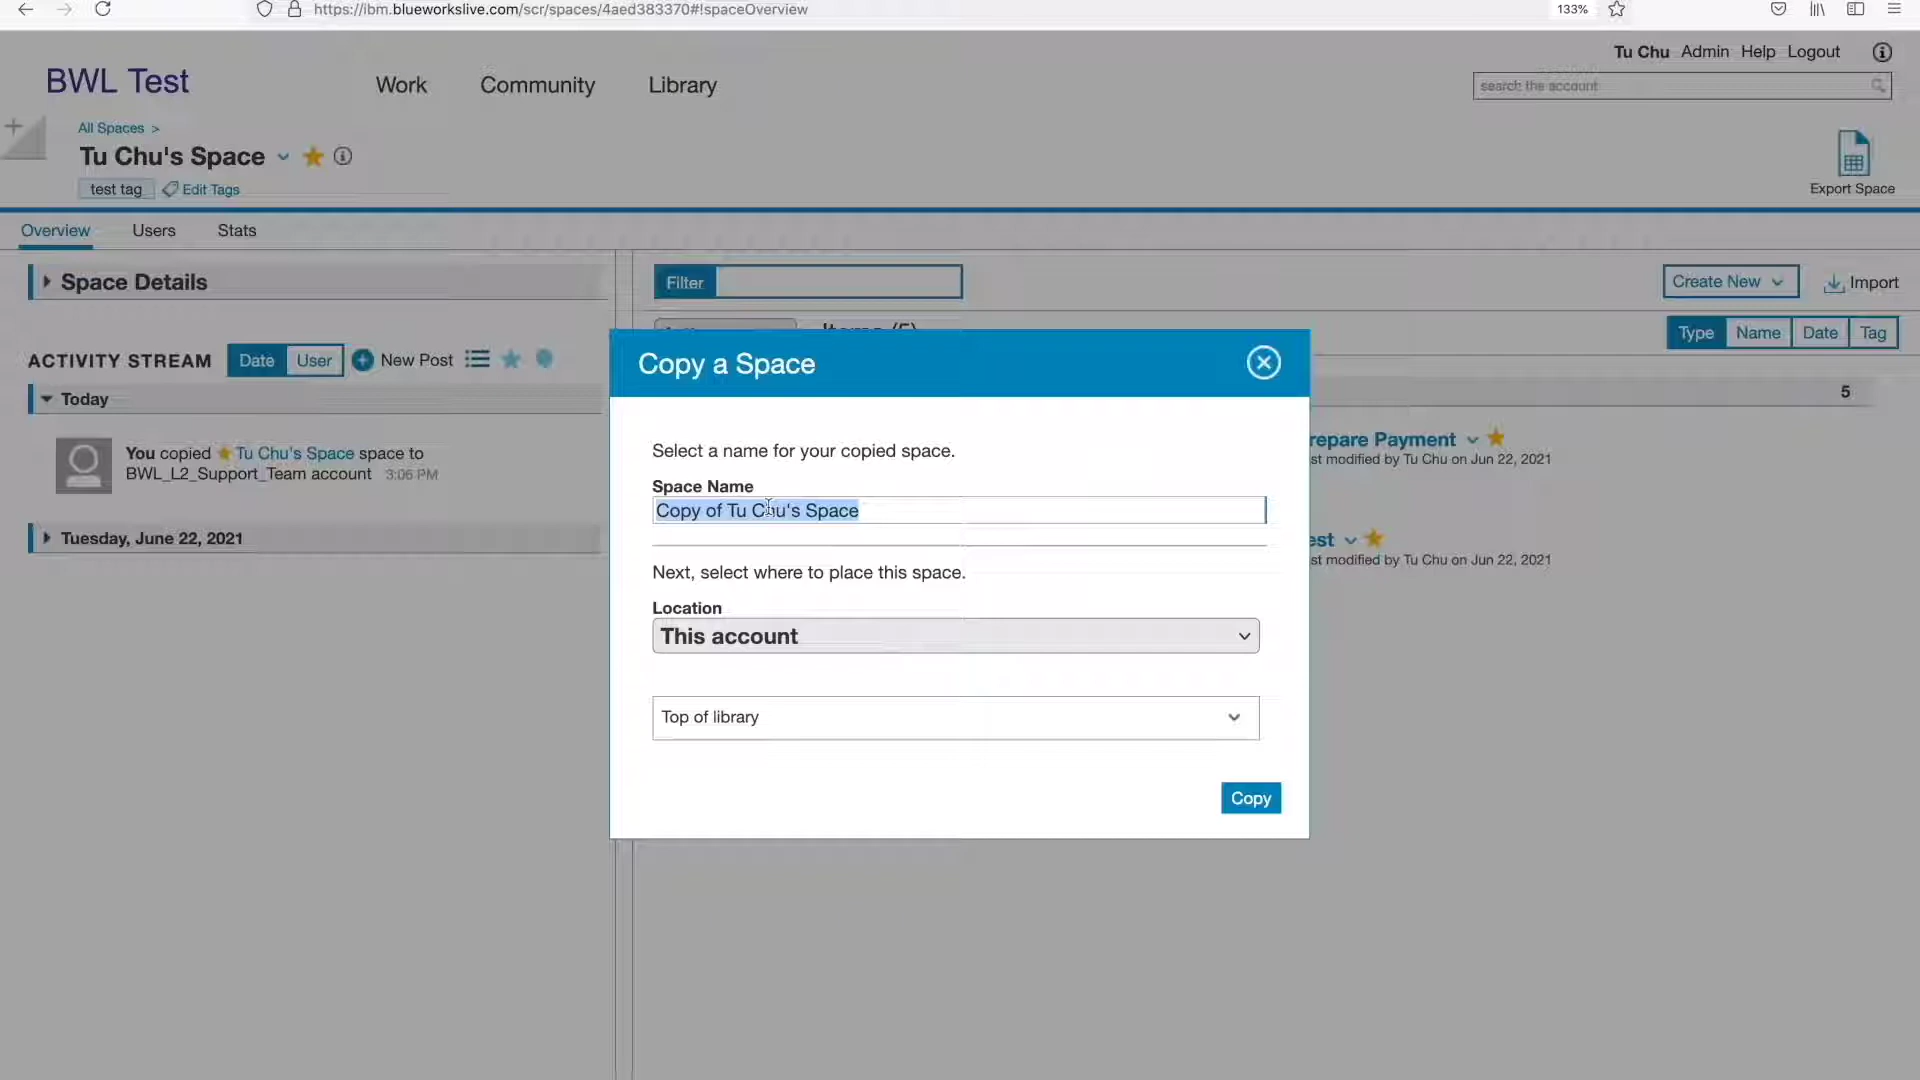 https://ibm.blueworkslive.com/scr/spaces/4aed383370#!spaceOverview
133%
Tu Chu Admin Help Logout
BWL Test
Work Community Library
search the account
All Spaces >
Tu Chu's Space
test tag Edit Tags
Export Space
Overview Users Stats
Space Details
Filter
Create New
Import
Items (5)
Type Name Date Tag
ACTIVITY STREAM Date User New Post
Today
5
You copied Tu Chu's Space space to
BWL_L2_Support_Team account 3:06 PM
Tuesday, June 22, 2021
Copy a Space
Select a name for your copied space.
Space Name
Copy of Tu Chu's Space
Next, select where to place this space.
Location
This account
Top of library
Copy
repare Payment
st modified by Tu Chu on Jun 22, 2021
est
st modified by Tu Chu on Jun 22, 2021